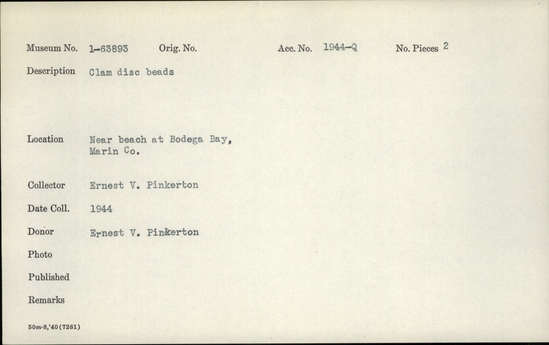 Museum No. 1-63893 Orig. No. Acc. No. 1944-Q No. Pieces 2
Description Clam disc beads
Location Near beach at Bodega Bay,
Marin Co.
Collector Ernest V. Pinkerton
Date Coll. 1944
Donor Ernest V. Pinkerton
Photo
Published
Remarks
50m-8,'40(7261)